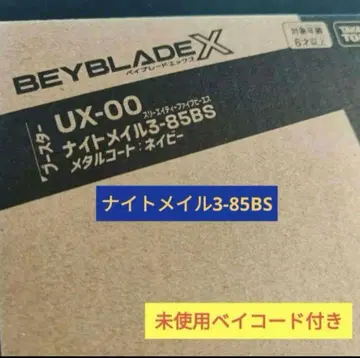 BEYBLADE X
ベイブレードエックス
対象年齢
6才以上
TAKARA TOMY
ブースター
UX-00
スリーエイティーファイブビーエス
ナイトメイル3-85BS
メタルコート:ネイビー
ナイトメイル3-85BS
未使用ベイコード付き